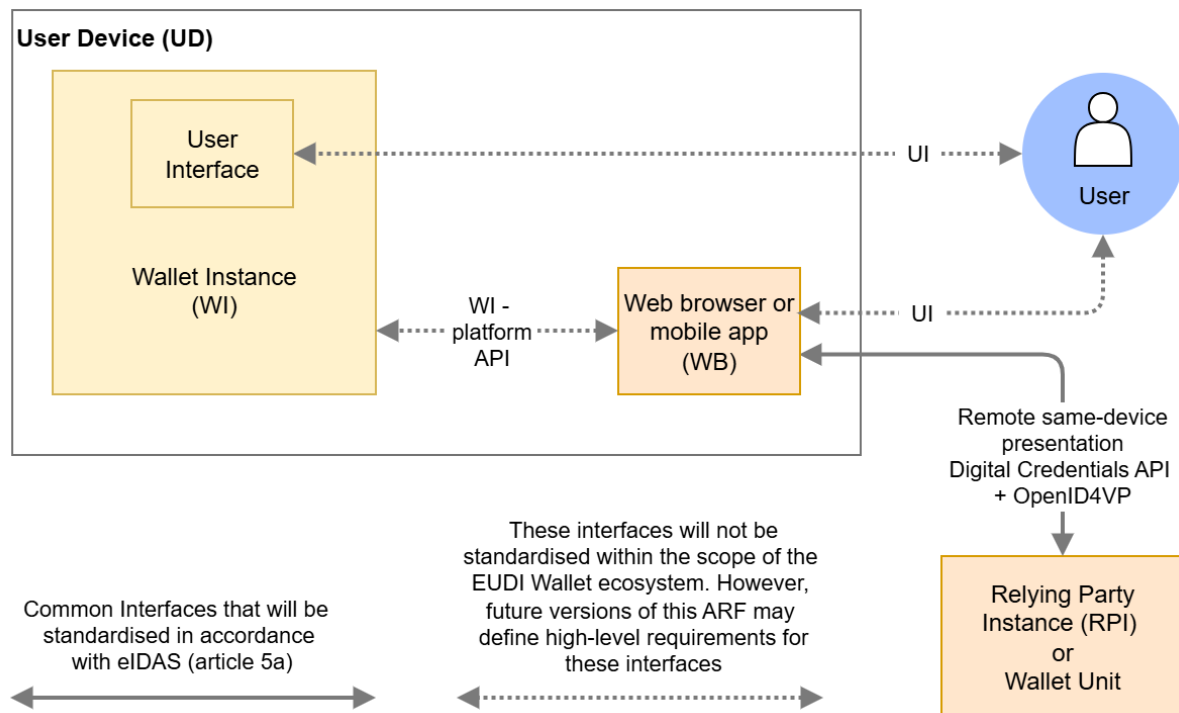 User Device (UD)
User
Interface
UI
User
Wallet Instance
(WI)
WI -
platform
API
Web browser or
mobile app
(WB)
UI
Remote same-device
presentation
Digital Credentials API
+ OpenID4VP
These interfaces will not be
standardised within the scope of the
EUDI Wallet ecosystem. However,
future versions of this ARF may
define high-level requirements for
these interfaces
Common Interfaces that will be
standardised in accordance
with eIDAS (article 5a)
Relying Party
Instance (RPI)
or
Wallet Unit